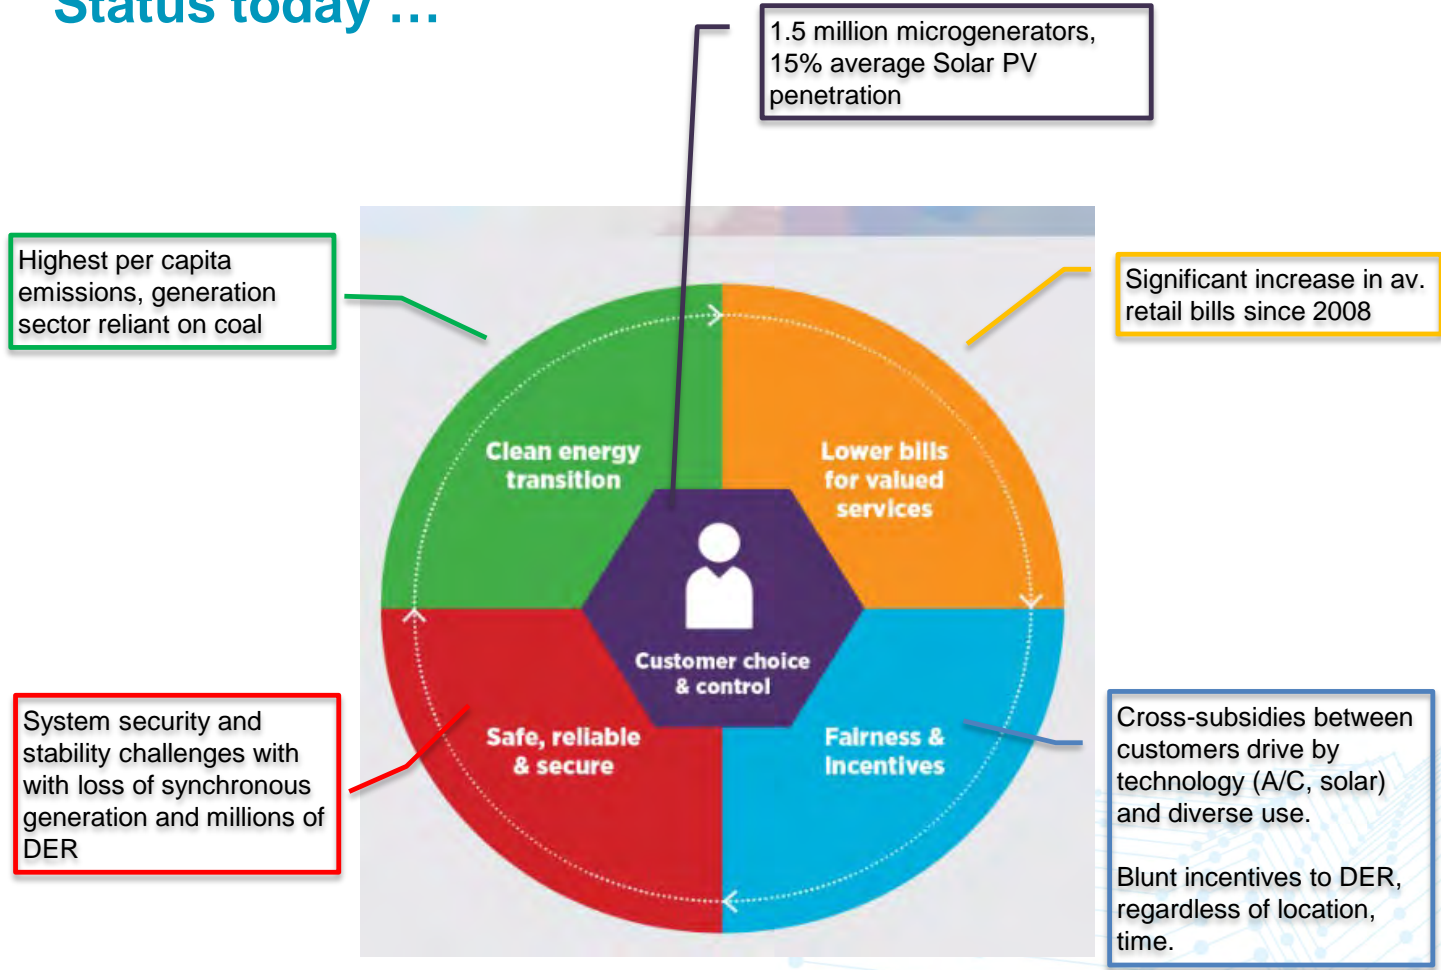 Status today ...
1.5 million microgenerators,
15% average Solar PV
penetration
Highest per capita
emissions, generation
sector reliant on coal
Significant increase in av.
retail bills since 2008
Clean energy
transition
Lower bills
for valued
services
Customer choice
& control
Safe, reliable
& secure
Fairness &
Incentives
System security and
stability challenges with
with loss of synchronous
generation and millions of
DER
Cross-subsidies between
customers drive by
technology (A/C, solar)
and diverse use.
Blunt incentives to DER,
regardless of location,
time.